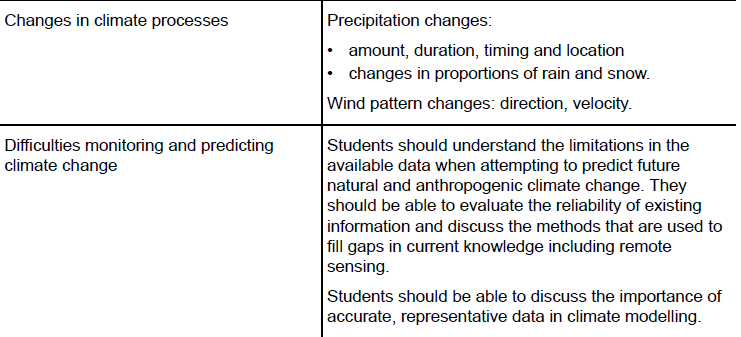 Changes in climate processes
Precipitation changes:
• amount, duration, timing and location
• changes in proportions of rain and snow.
Wind pattern changes: direction, velocity.
Difficulties monitoring and predicting
climate change
Students should understand the limitations in the
available data when attempting to predict future
natural and anthropogenic climate change. They
should be able to evaluate the reliability of existing
information and discuss the methods that are used to
fill gaps in current knowledge including remote
sensing.
Students should be able to discuss the importance of
accurate, representative data in climate modelling.